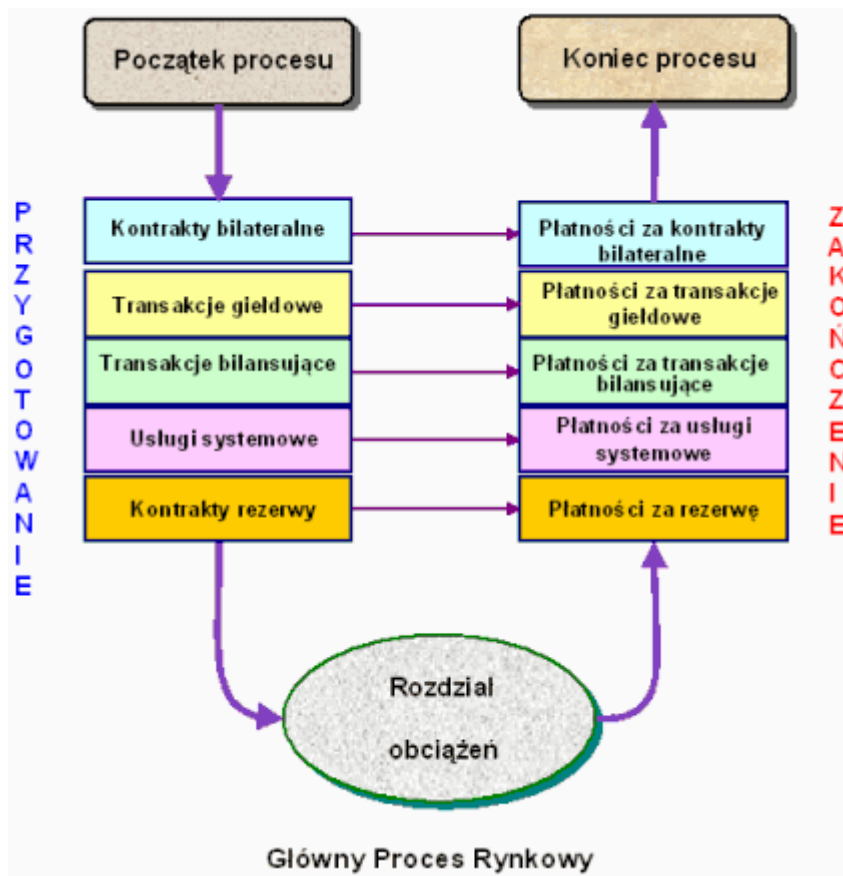 Początek procesu
Koniec procesu
PRZYGOTOWANIE
Kontrakty bilateralne
Transakcje giełdowe
Transakcje bilansujące
Usługi systemowe
Kontrakty rezerwy
Płatności za kontrakty
bilateralne
Płatności za transakcje
giełdowe
Płatności za transakcje
bilansujące
Płatności za usługi
systemowe
Płatności za rezerwę
ZAKOŃCZENIE
Rozdział
obciążeń
Główny Proces Rynkowy